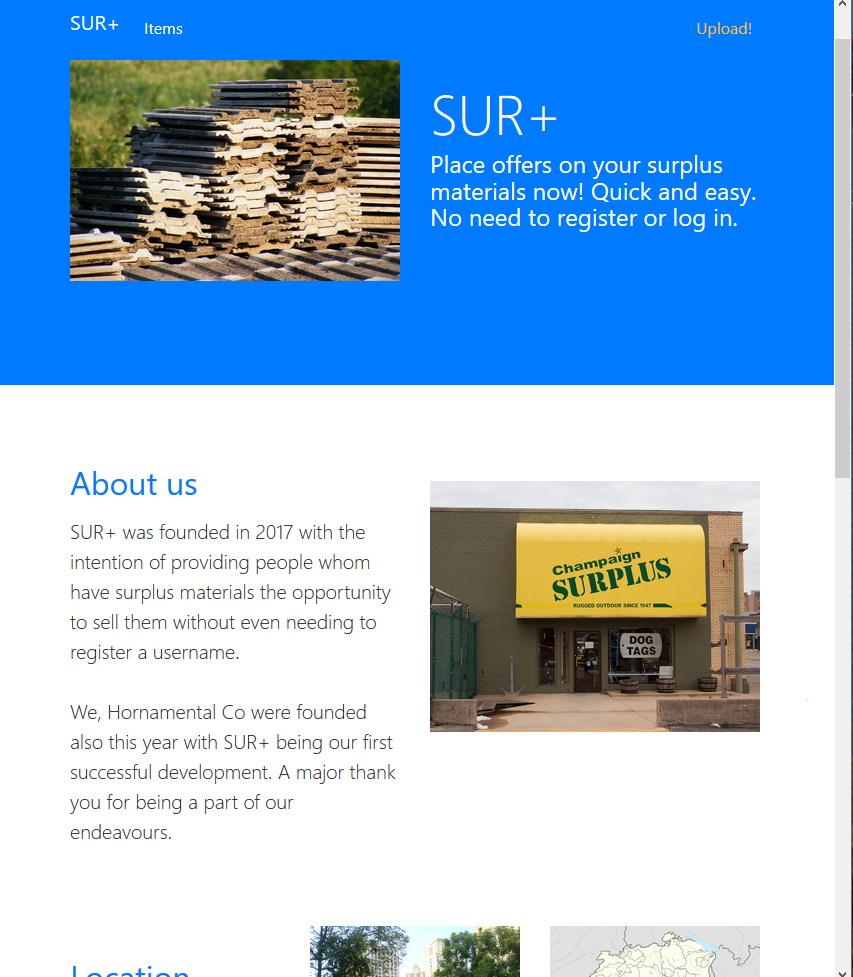 SUR+ Items Upload!
SUR+
Place offers on your surplus
materials now! Quick and easy.
No need to register or log in.
About us
SUR+ was founded in 2017 with the
intention of providing people whom
have surplus materials the opportunity
to sell them without even needing to
register a username.
We, Hornamental Co were founded
also this year with SUR+ being our first
successful development. A major thank
you for being a part of our
endeavours.
Champaign
SURPLUS
RUGGED OUTDOOR SINCE 1947
DOG
TAGS
Location